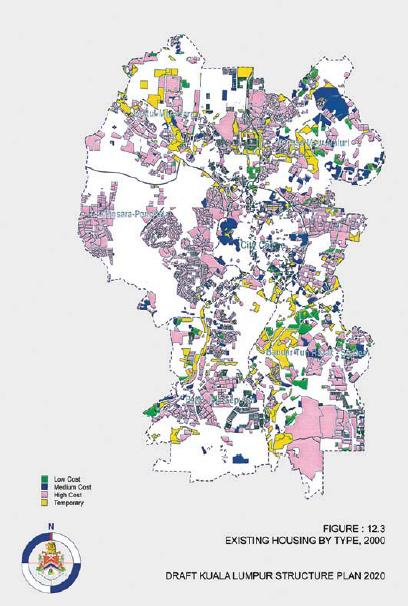 City Centre
Low Cost
Medium Cost
High Cost
Temporary
N
FIGURE : 12.3
EXISTING HOUSING BY TYPE, 2000
DRAFT KUALA LUMPUR STRUCTURE PLAN 2020